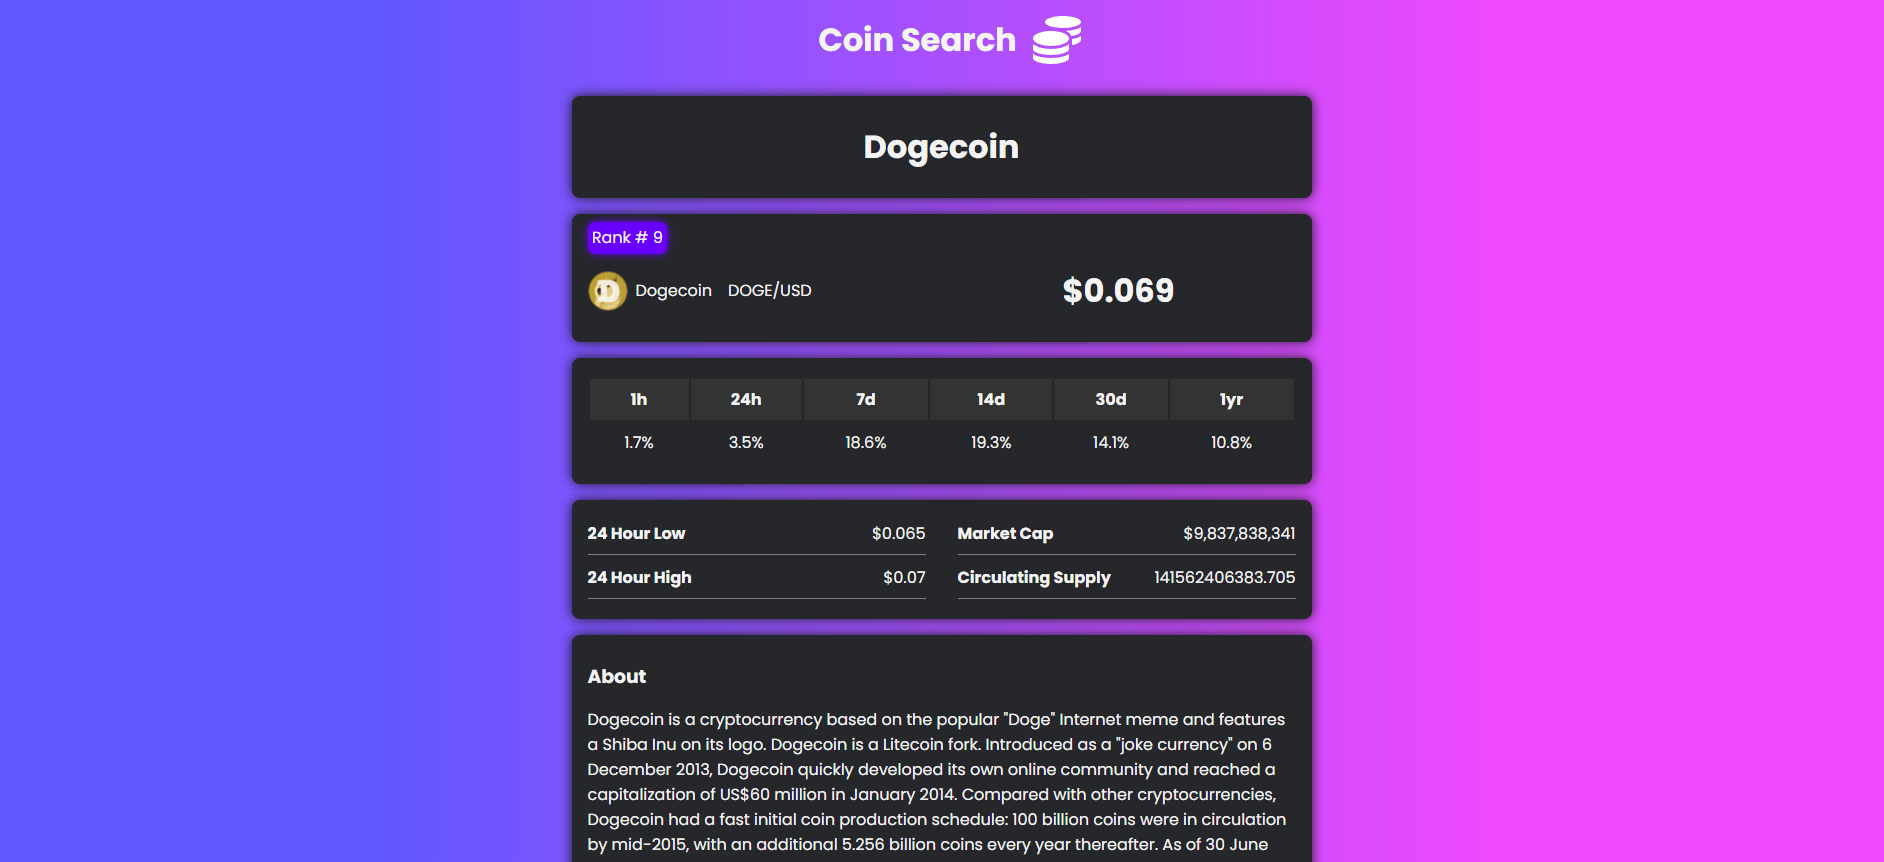 Coin Search
Dogecoin
Rank # 9
Dogecoin DOGE/USD $0.069
1h 24h 7d 14d 30d 1yr
1.7% 3.5% 18.6% 19.3% 14.1% 10.8%
24 Hour Low $0.065 Market Cap $9,837,838,341
24 Hour High $0.07 Circulating Supply 141562406383.705
About
Dogecoin is a cryptocurrency based on the popular "Doge" Internet meme and features
a Shiba Inu on its logo. Dogecoin is a Litecoin fork. Introduced as a "joke currency" on 6
December 2013, Dogecoin quickly developed its own online community and reached a
capitalization of US$60 million in January 2014. Compared with other cryptocurrencies,
Dogecoin had a fast initial coin production schedule: 100 billion coins were in circulation
by mid-2015, with an additional 5.256 billion coins every year thereafter. As of 30 June